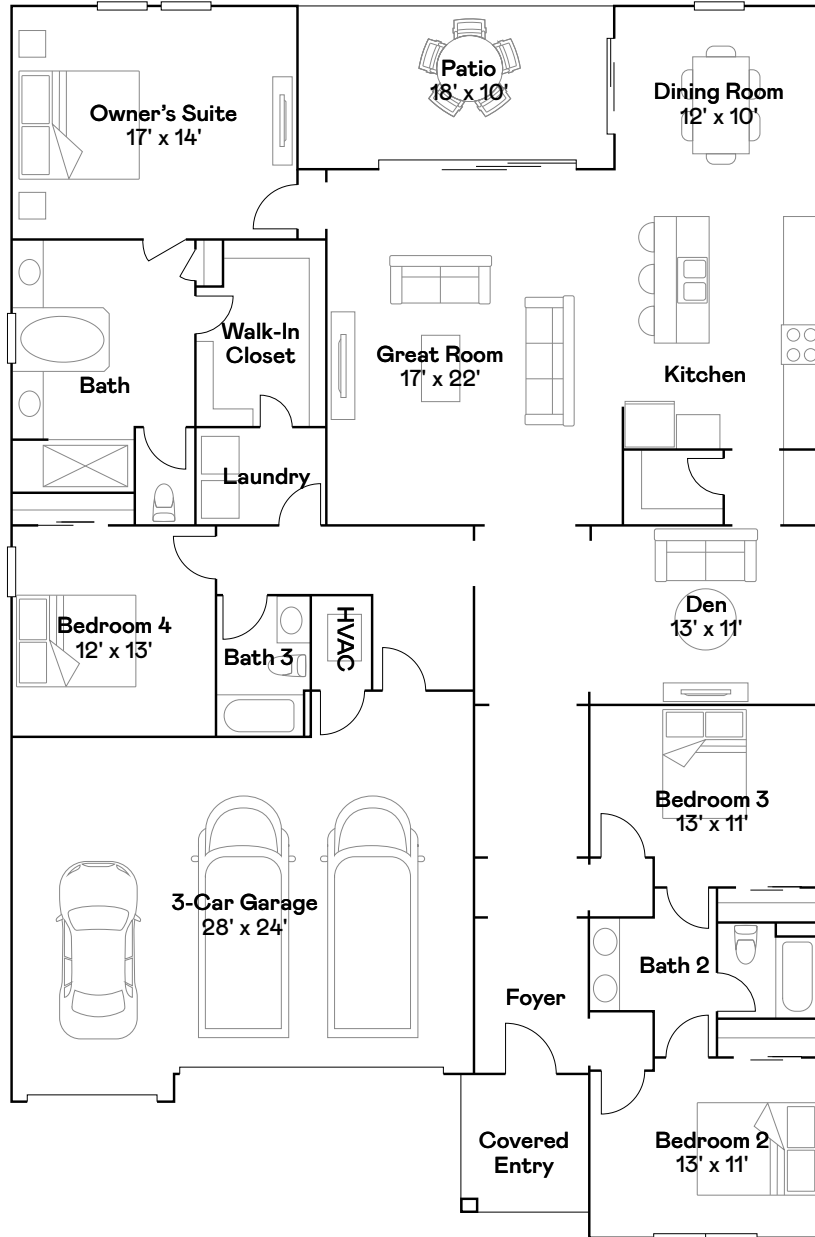 Patio
18' x 10'
Dining Room
12' x 10'
Owner's Suite
17' x 14'
Walk-In
Closet
Great Room
17' x 22'
Kitchen
Bath
Laundry
Den
13' x 11'
Bedroom 4
12' x 13'
Bath 3
HVAC
Bedroom 3
13' x 11'
3-Car Garage
28' x 24'
Bath 2
Foyer
Covered
Entry
Bedroom 2
13' x 11'